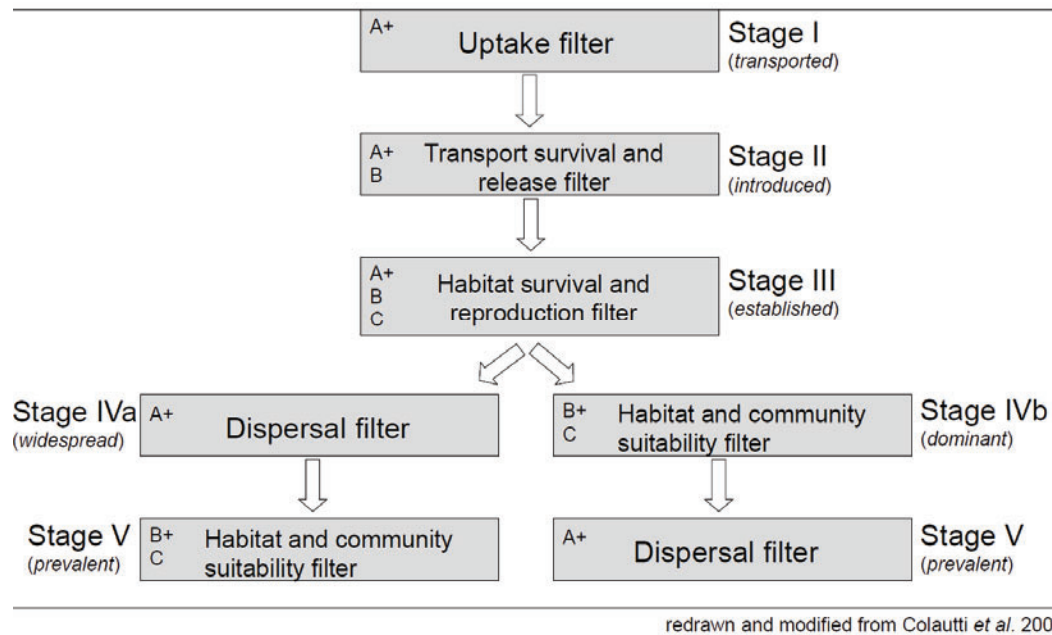 A+
Uptake filter
Stage I
(transported)
A+
B
Transport survival and
release filter
Stage II
(introduced)
A+
B
C
Habitat survival and
reproduction filter
Stage III
(established)
Stage IVa
(widespread)
A+
Dispersal filter
B+
C
Habitat and community
suitability filter
Stage IVb
(dominant)
Stage V
(prevalent)
B+
C
Habitat and community
suitability filter
A+
Dispersal filter
Stage V
(prevalent)
redrawn and modified from Colautti et al. 200